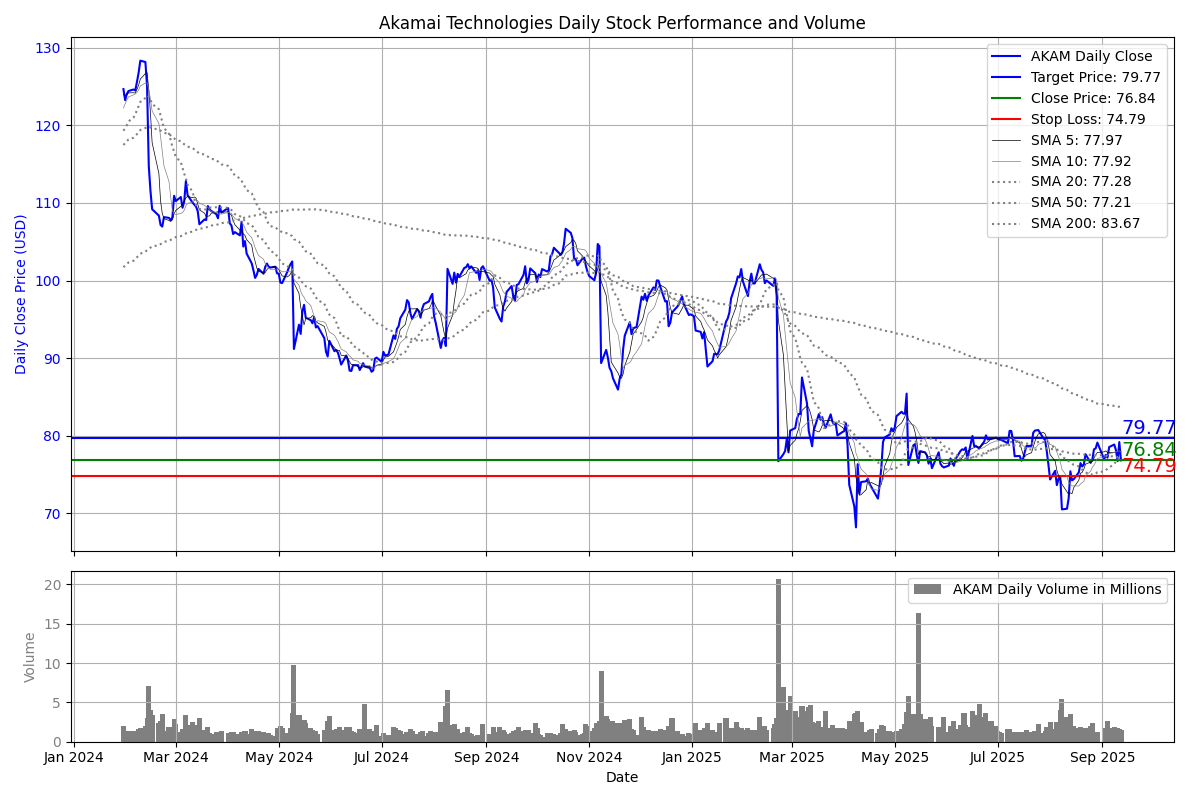 Akamai Technologies Daily Stock Performance and Volume
Daily Close Price (USD)
130
120
110
100
90
80
70
AKAM Daily Close
Target Price: 79.77
Close Price: 76.84
Stop Loss: 74.79
SMA 5: 77.97
SMA 10: 77.92
SMA 20: 77.28
SMA 50: 77.21
SMA 200: 83.67
79.77
76.84
74.79
Volume
20
15
10
5
0
AKAM Daily Volume in Millions
Jan 2024
Mar 2024
May 2024
Jul 2024
Sep 2024
Nov 2024
Jan 2025
Mar 2025
May 2025
Jul 2025
Sep 2025
Date